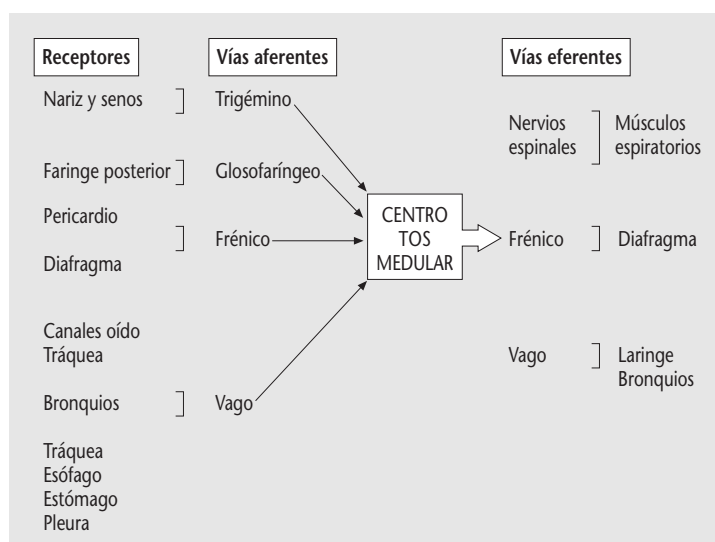 Receptores
Vías aferentes
Vías eferentes
Nariz y senos
Trigémino
Nervios
espinales
Músculos
espiratorios
Faringe posterior
Glosofaríngeo
Pericardio
Diafragma
Frénico
CENTRO
TOS
MEDULAR
Frénico
Diafragma
Canales oído
Tráquea
Bronquios
Vago
Vago
Laringe
Bronquios
Tráquea
Esófago
Estómago
Pleura